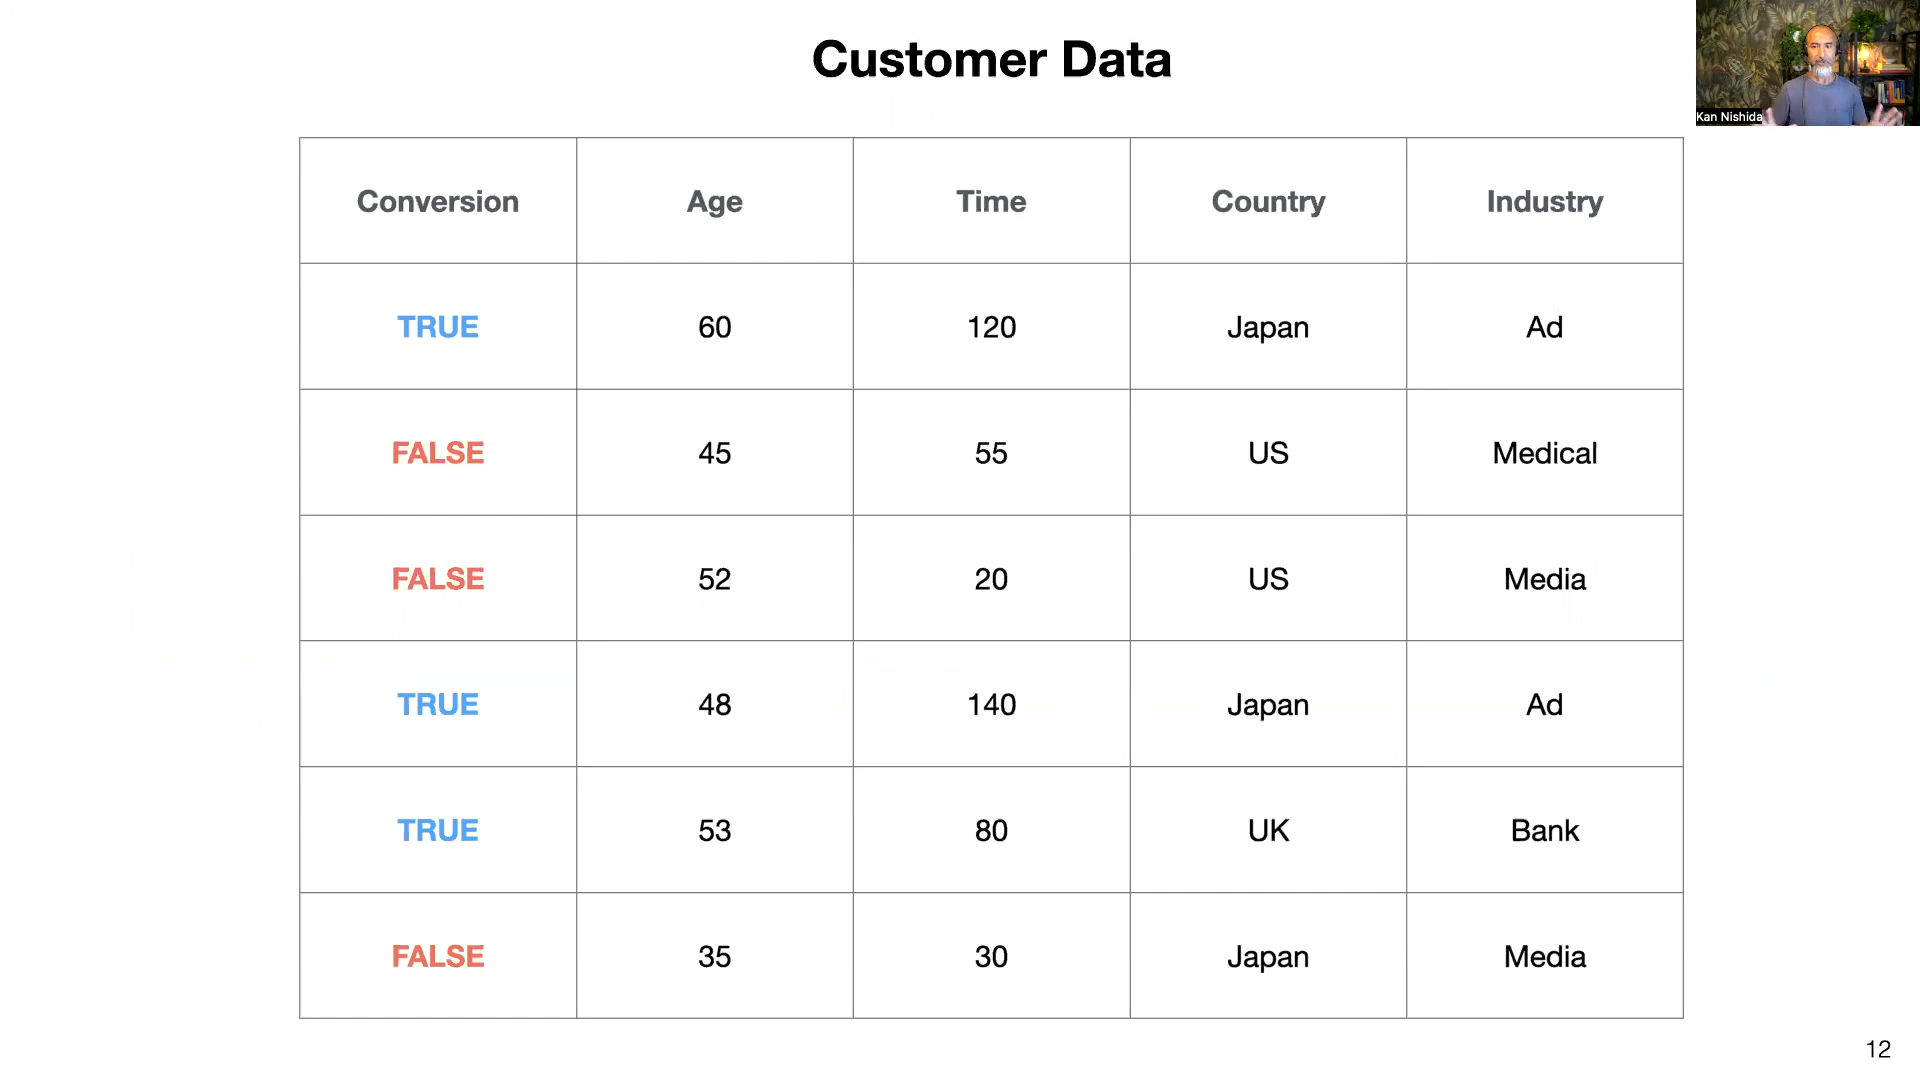 Customer Data
Kan Nishida
Conversion Age Time Country Industry
TRUE 60 120 Japan Ad
FALSE 45 55 US Medical
FALSE 52 20 US Media
TRUE 48 140 Japan Ad
TRUE 53 80 UK Bank
FALSE 35 30 Japan Media
12